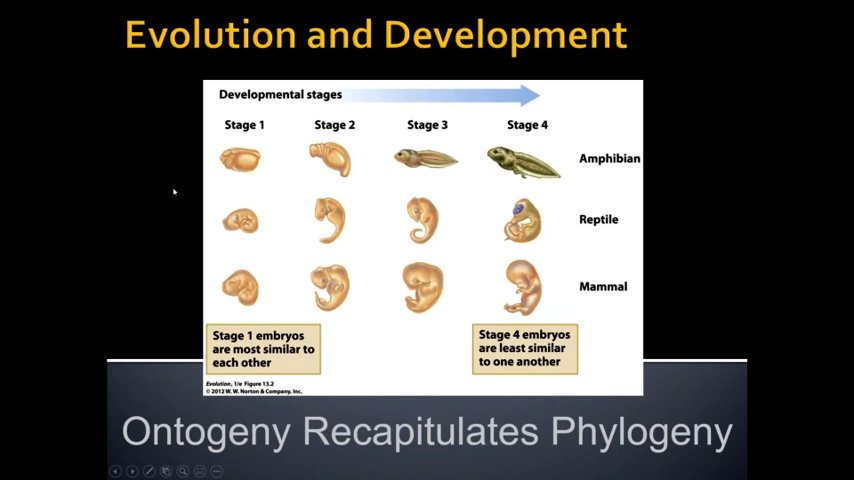 Evolution and Development
Developmental stages
Stage 1 Stage 2 Stage 3 Stage 4
Amphibian
Reptile
Mammal
Stage 1 embryos
are most similar to
each other
Stage 4 embryos
are least similar
to one another
Evolution, 1/e Figure 13.2
© 2012 W. W. Norton & Company, Inc.
Ontogeny Recapitulates Phylogeny